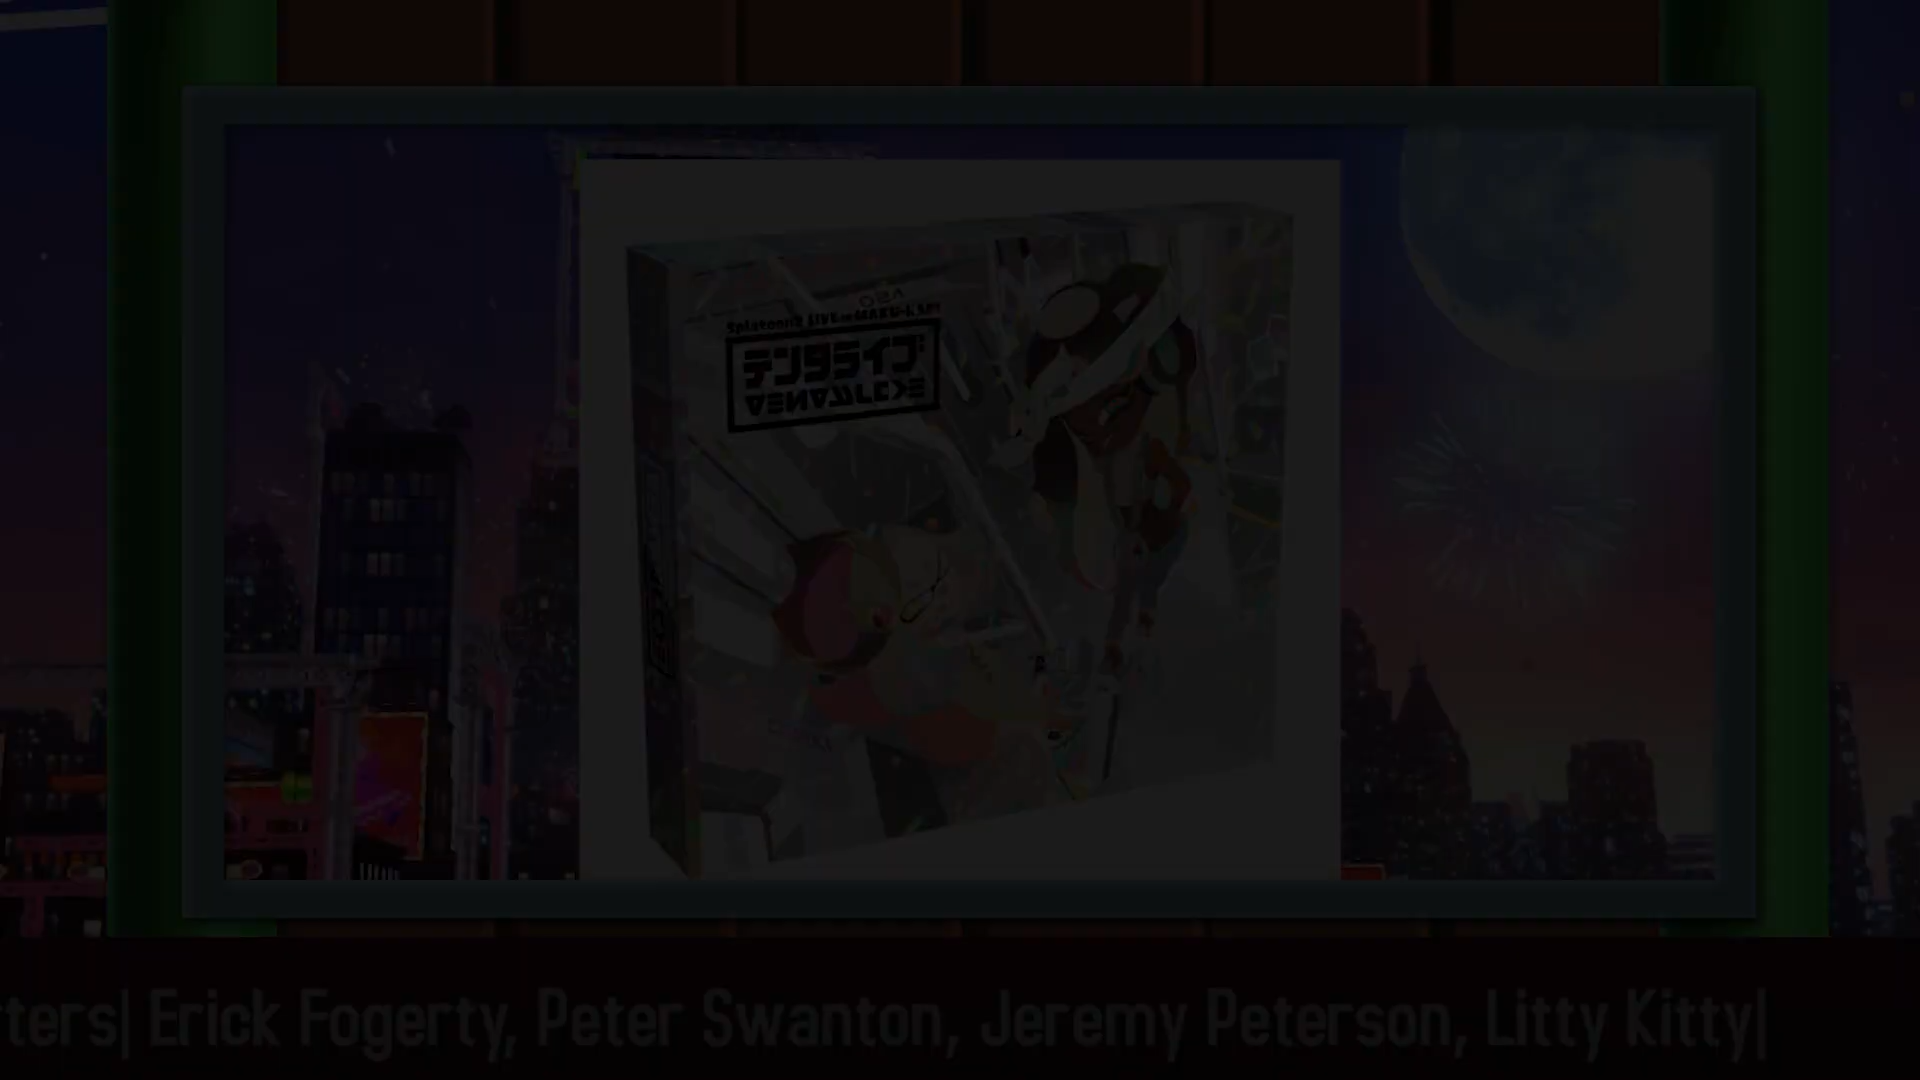 Splatoon2 LIVE in MAKUHARI
テンタライブ
ters| Erick Fogerty, Peter Swanton, Jeremy Peterson, Litty Kitty|